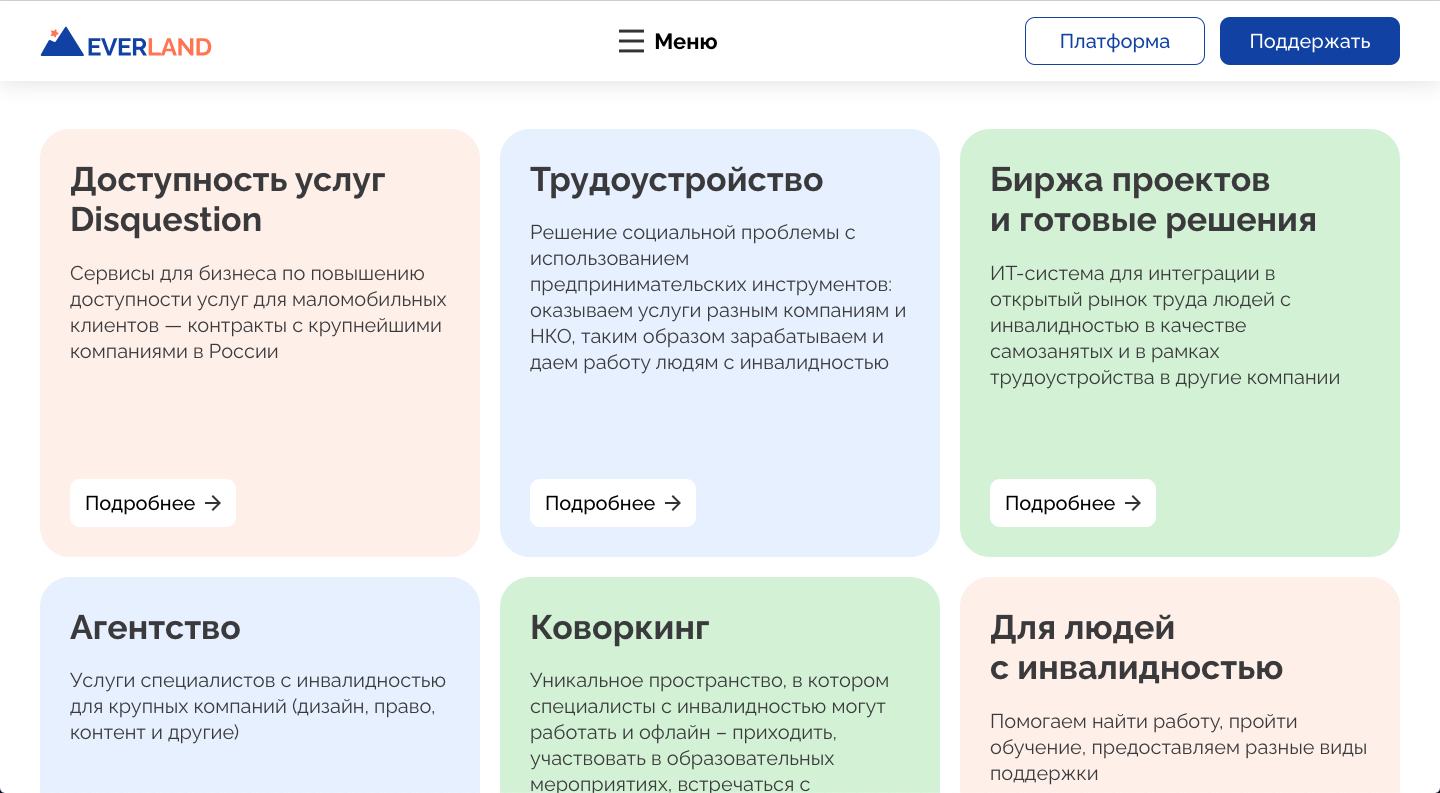 EVERLAND
Меню
Платформа
Поддержать
Доступность услуг
Disquestion
Сервисы для бизнеса по повышению
доступности услуг для маломобильных
клиентов — контракты с крупнейшими
компаниями в России
Подробнее
Трудоустройство
Решение социальной проблемы с
использованием
предпринимательских инструментов:
оказываем услуги разным компаниям и
НКО, таким образом зарабатываем и
даем работу людям с инвалидностью
Подробнее
Биржа проектов
и готовые решения
ИТ-система для интеграции в
открытый рынок труда людей с
инвалидностью в качестве
самозанятых и в рамках
трудоустройства в другие компании
Подробнее
Агентство
Услуги специалистов с инвалидностью
для крупных компаний (дизайн, право,
контент и другие)
Коворкинг
Уникальное пространство, в котором
специалисты с инвалидностью могут
работать и офлайн – приходить,
участвовать в образовательных
мероприятиях, встречаться с
Для людей
с инвалидностью
Помогаем найти работу, пройти
обучение, предоставляем разные виды
поддержки